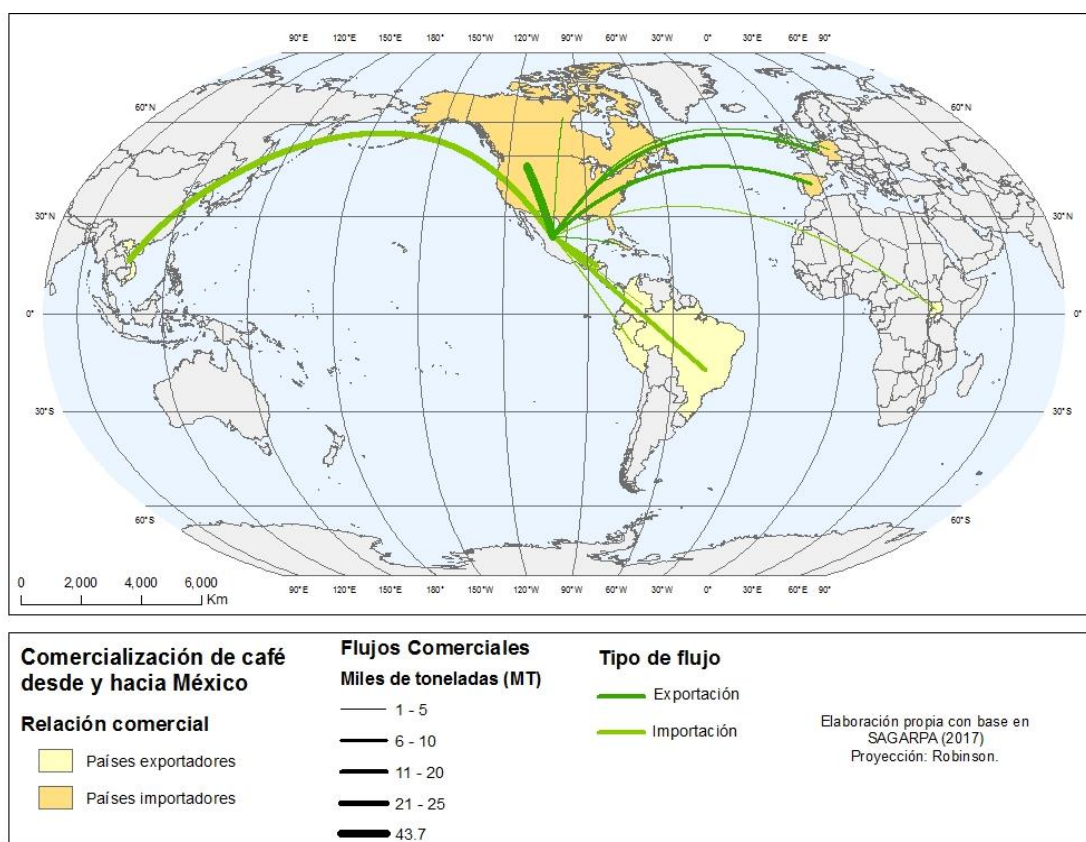 90°E 120°E 150°E 180° 150°W 120°W 90°W 60°W 30°W 0° 30°E 60°E 90°
60°N 60°N
30°N 30°N
0° 0°
30°S 30°S
60°S 60°S
90°E 120°E 150°E 180° 150°W 120°W 90°W 60°W 30°W 0° 30°E 60°E 90°E
0 2,000 4,000 6,000
Km
Comercialización de café
desde y hacia México
Relación comercial
Países exportadores
Países importadores
Flujos Comerciales
Miles de toneladas (MT)
1 - 5
6 - 10
11 - 20
21 - 25
43.7
Tipo de flujo
Exportación
Importación
Elaboración propia con base en
SAGARPA (2017)
Proyección: Robinson.